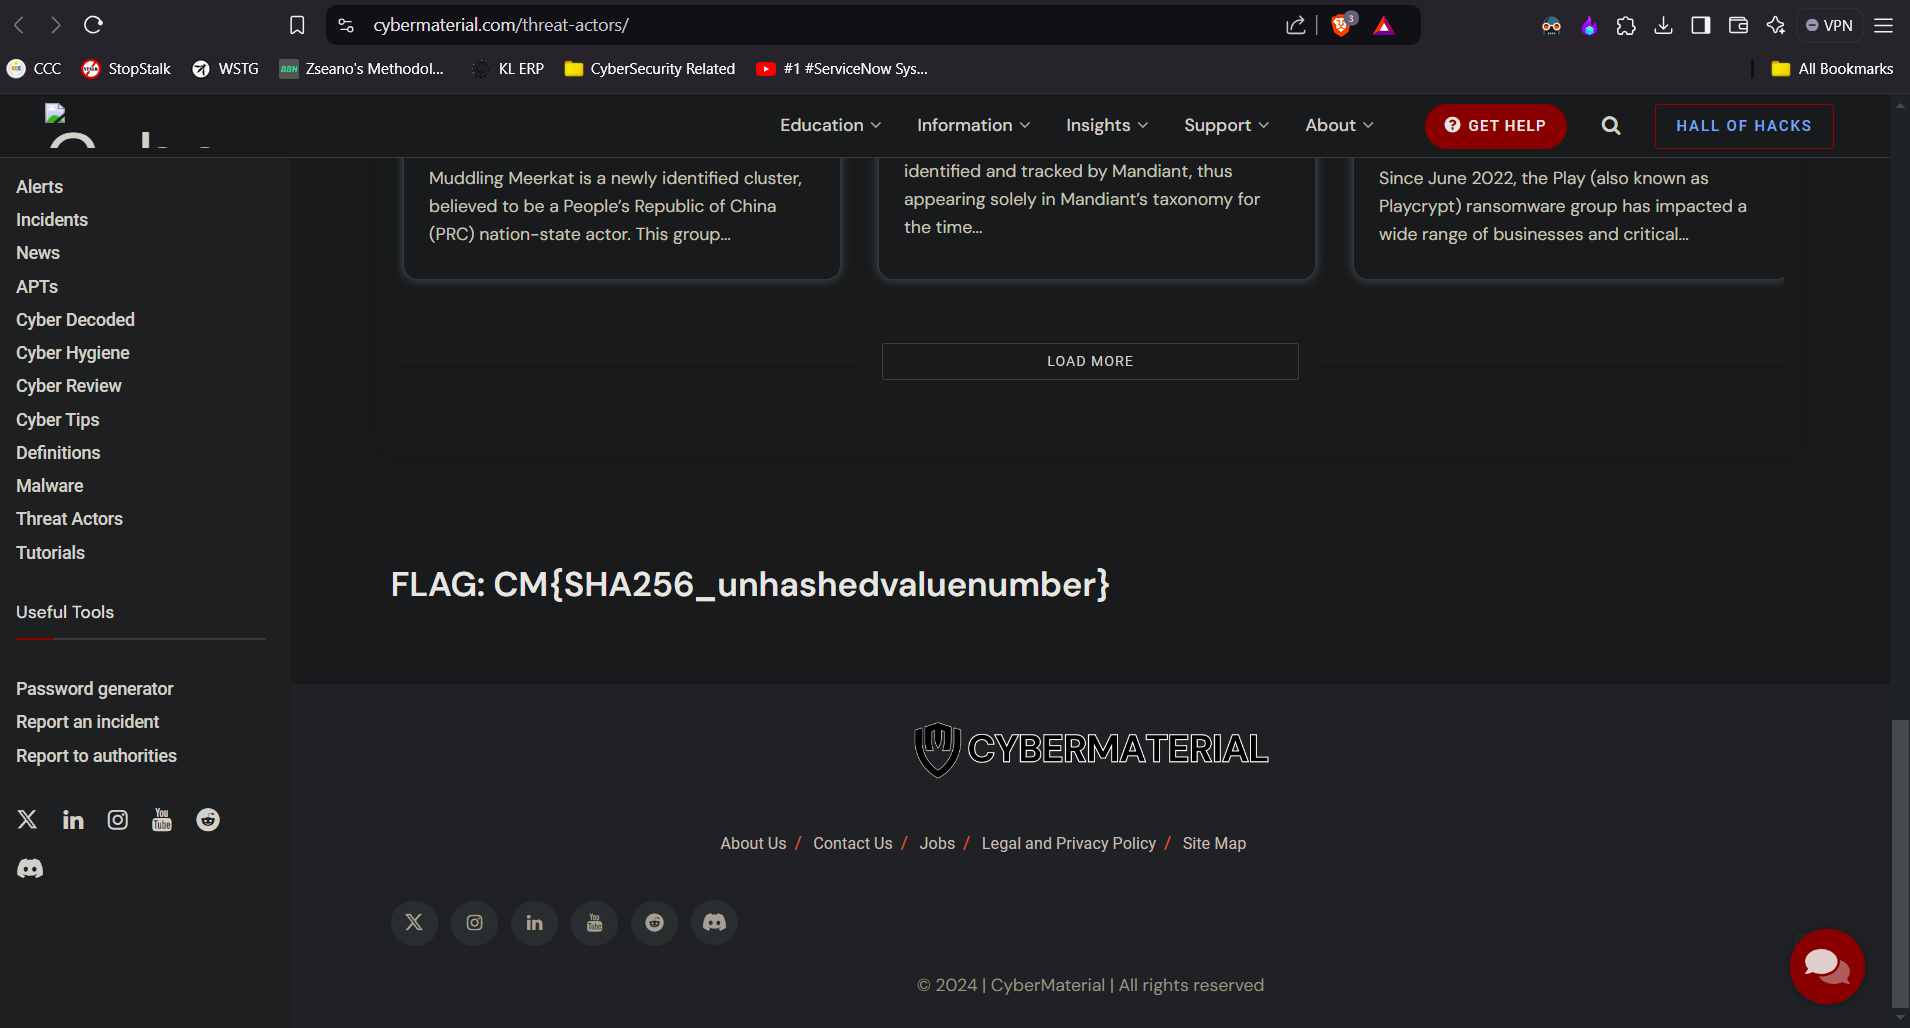 cybermaterial.com/threat-actors/
3
VPN
CCC
StopStalk
WSTG
Zseano's Methodol...
KL ERP
CyberSecurity Related
#1 #ServiceNow Sys...
All Bookmarks
Education
Information
Insights
Support
About
GET HELP
HALL OF HACKS
Alerts
Incidents
News
APTs
Cyber Decoded
Cyber Hygiene
Cyber Review
Cyber Tips
Definitions
Malware
Threat Actors
Tutorials
Useful Tools
Password generator
Report an incident
Report to authorities
Muddling Meerkat is a newly identified cluster,
believed to be a People’s Republic of China
(PRC) nation-state actor. This group…
identified and tracked by Mandiant, thus
appearing solely in Mandiant’s taxonomy for
the time…
Since June 2022, the Play (also known as
Playcrypt) ransomware group has impacted a
wide range of businesses and critical…
LOAD MORE
FLAG: CM{SHA256_unhashedvaluenumber}
CYBERMATERIAL
About Us / Contact Us / Jobs / Legal and Privacy Policy / Site Map
You Tube
© 2024 | CyberMaterial | All rights reserved